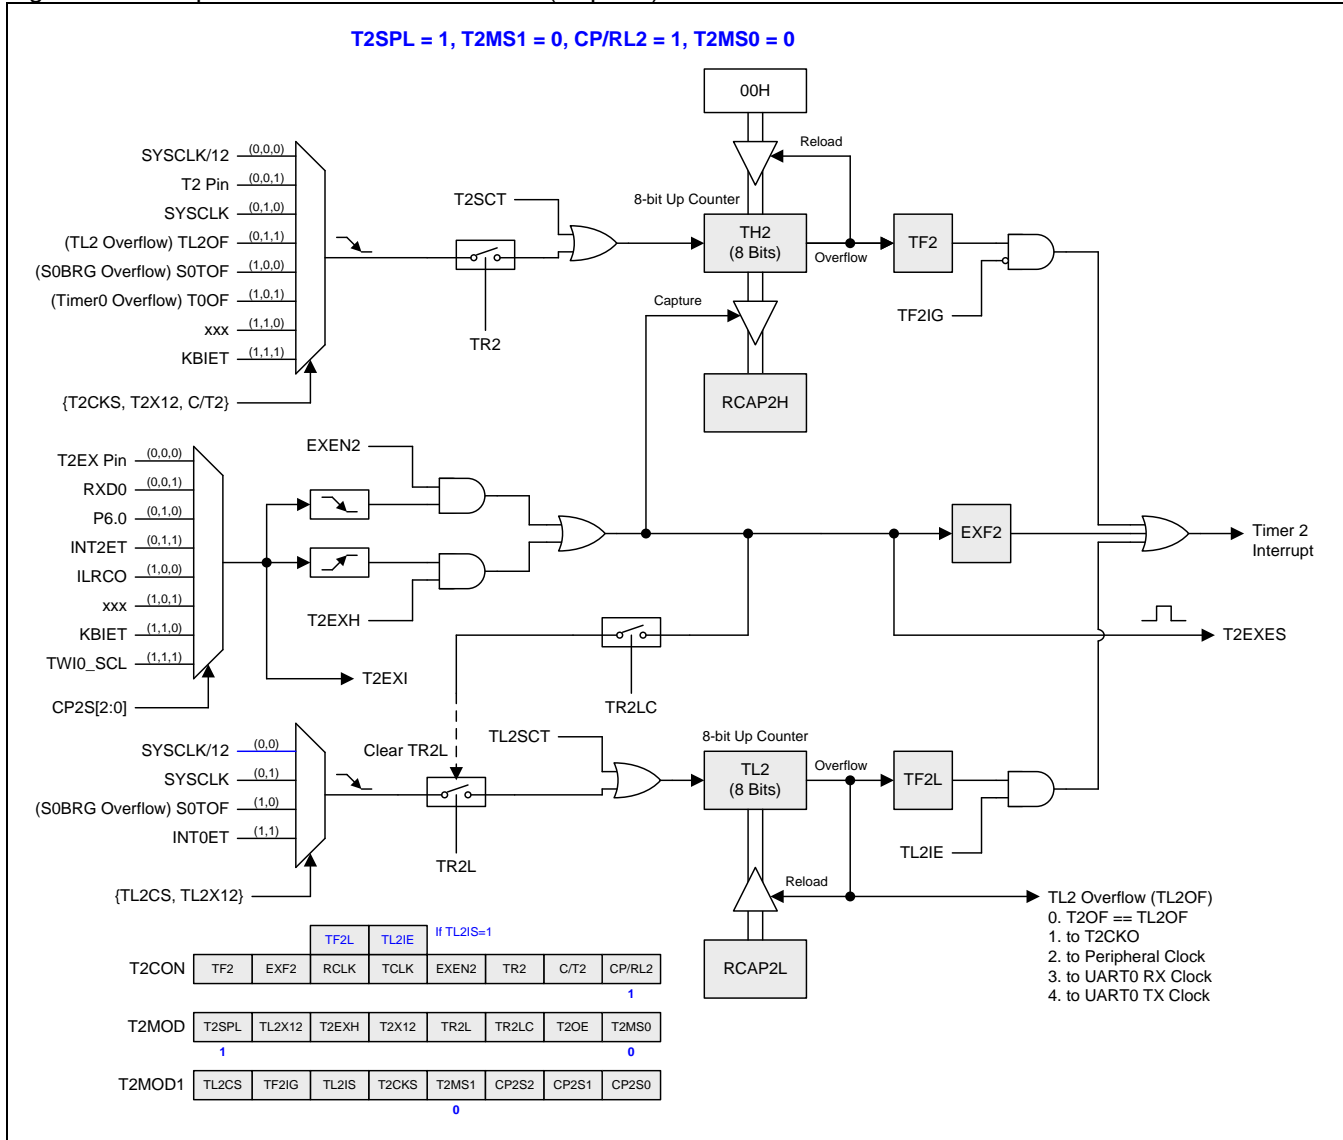 T2SPL = 1, T2MS1 = 0, CP/RL2 = 1, T2MS0 = 0
00H
Reload
SYSCLK/12 (0,0,0)
T2 Pin (0,0,1)
SYSCLK (0,1,0)
(TL2 Overflow) TL2OF (0,1,1)
(S0BRG Overflow) S0TOF (1,0,0)
(Timer0 Overflow) T0OF (1,0,1)
xxx (1,1,0)
KBIET (1,1,1)
{T2CKS, T2X12, C/T2}
TR2
T2SCT
8-bit Up Counter
TH2
(8 Bits)
Overflow
TF2
TF2IG
Capture
RCAP2H
T2EX Pin (0,0,0)
RXD0 (0,0,1)
P6.0 (0,1,0)
INT2ET (0,1,1)
ILRCO (1,0,0)
xxx (1,0,1)
KBIET (1,1,0)
TWI0_SCL (1,1,1)
CP2S[2:0]
EXEN2
T2EXH
T2EXI
EXF2
Timer 2
Interrupt
T2EXES
TR2LC
Clear TR2L
SYSCLK/12 (0,0)
SYSCLK (0,1)
(S0BRG Overflow) S0TOF (1,0)
INT0ET (1,1)
{TL2CS, TL2X12}
TR2L
TL2SCT
8-bit Up Counter
TL2
(8 Bits)
Overflow
TF2L
TL2IE
Reload
RCAP2L
TL2 Overflow (TL2OF)
0. T2OF == TL2OF
1. to T2CKO
2. to Peripheral Clock
3. to UART0 RX Clock
4. to UART0 TX Clock
TF2L TL2IE If TL2IS=1
T2CON TF2 EXF2 RCLK TCLK EXEN2 TR2 C/T2 CP/RL2
1
T2MOD T2SPL TL2X12 T2EXH T2X12 TR2L TR2LC T2OE T2MS0
1 0
T2MOD1 TL2CS TF2IG TL2IS T2CKS T2MS1 CP2S2 CP2S1 CP2S0
0